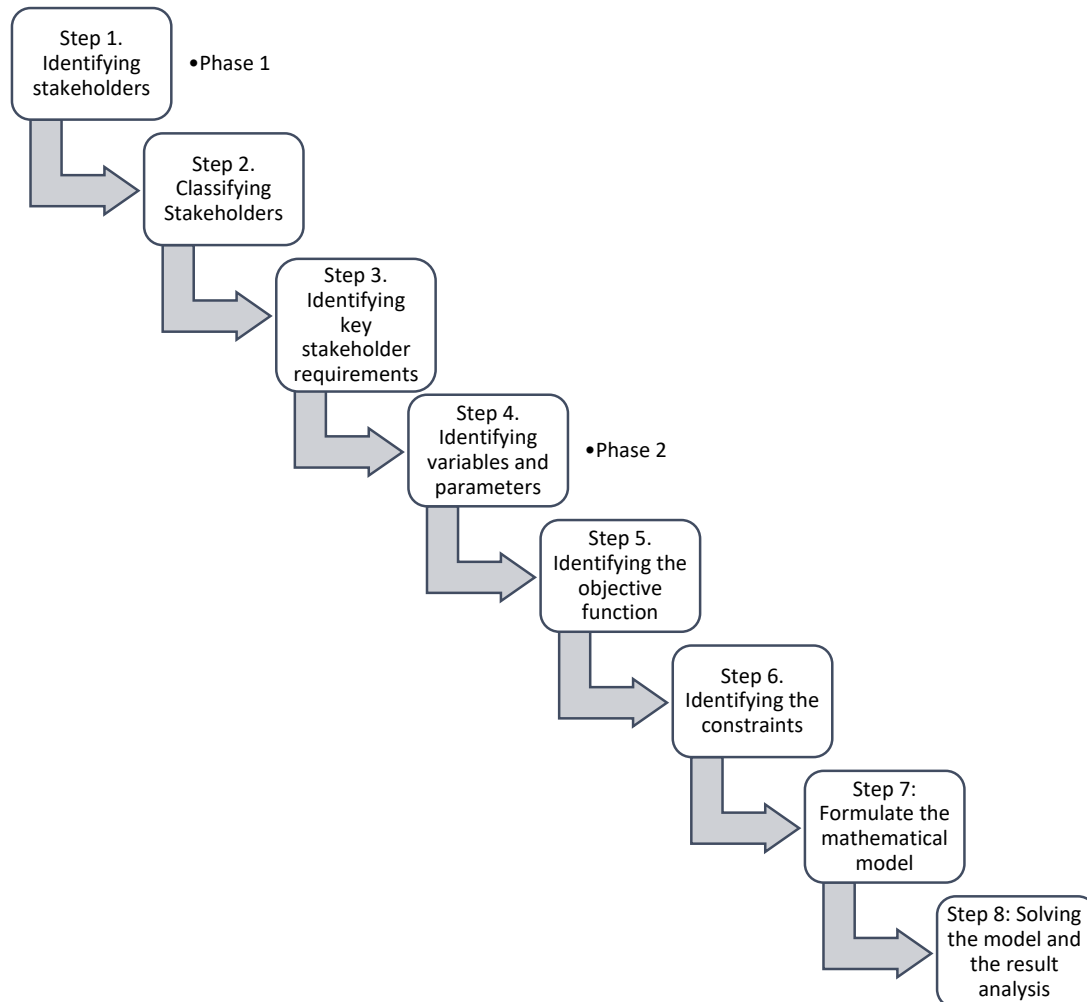 Step 1.
Identifying
stakeholders
•Phase 1
Step 2.
Classifying
Stakeholders
Step 3.
Identifying
key
stakeholder
requirements
Step 4.
Identifying
variables and
parameters
•Phase 2
Step 5.
Identifying the
objective
function
Step 6.
Identifying the
constraints
Step 7:
Formulate the
mathematical
model
Step 8: Solving
the model and
the result
analysis